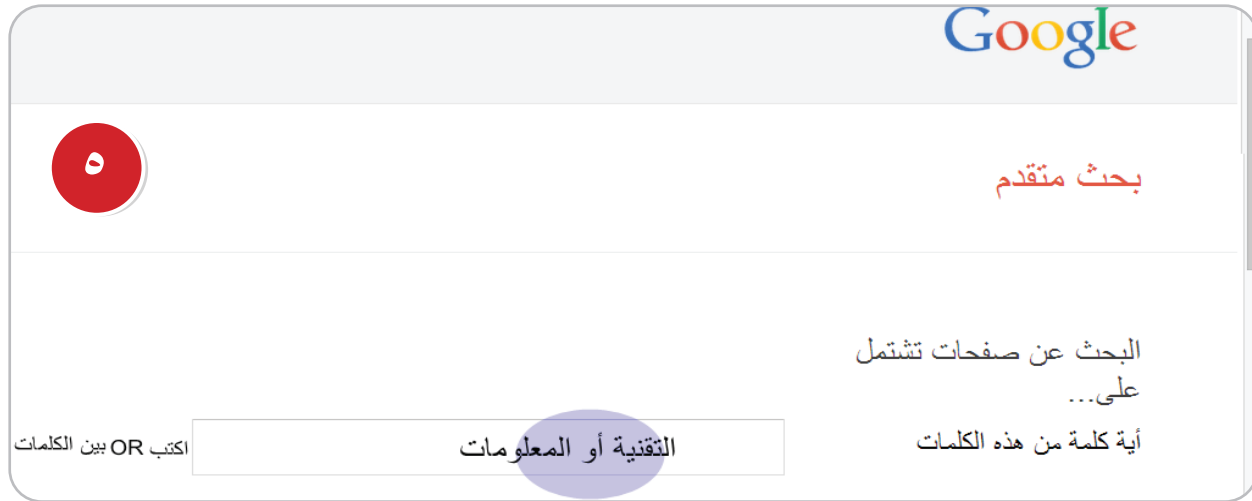 Google
٥
بحث متقدم
البحث عن صفحات تشتمل
على...
أية كلمة من هذه الكلمات
التقنية أو المعلومات
اكتب OR بين الكلمات